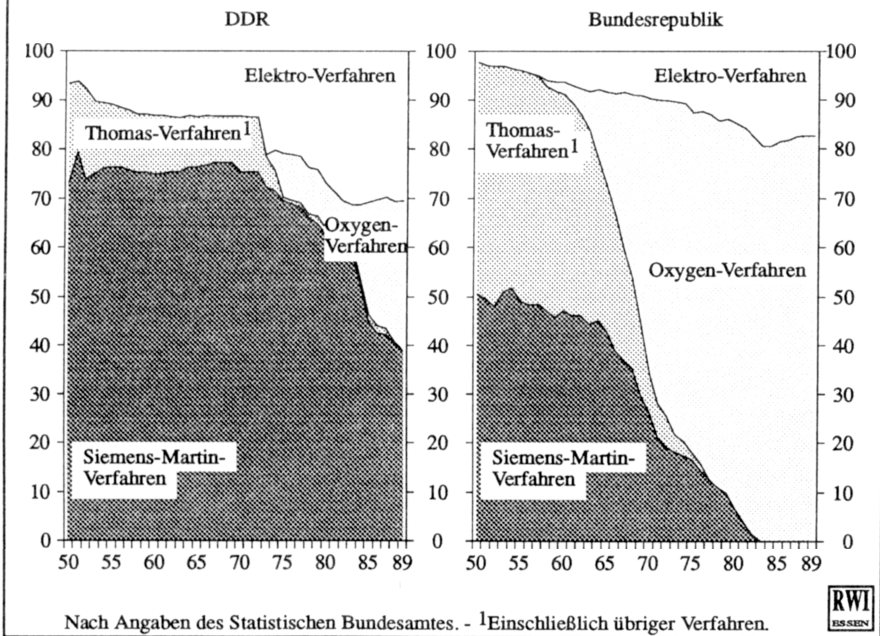 DDR
Bundesrepublik
100
90
80
70
60
50
40
30
20
10
0
Elektro-Verfahren
Thomas-Verfahren¹
Oxygen-
Verfahren
Siemens-Martin-
Verfahren
50 55 60 65 70 75 80 85 89
100
90
80
70
60
50
40
30
20
10
0
Elektro-Verfahren
Thomas-
Verfahren¹
Oxygen-Verfahren
Siemens-Martin-
Verfahren
100
90
80
70
60
50
40
30
20
10
0
50 55 60 65 70 75 80 85 89
Nach Angaben des Statistischen Bundesamtes. - ¹Einschließlich übriger Verfahren.
RWI
ESSEN